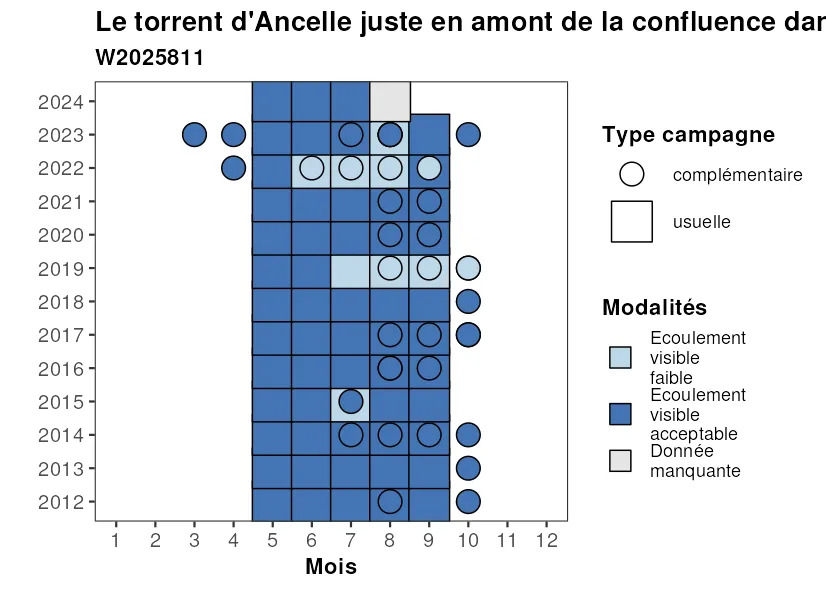 Le torrent d'Ancelle juste en amont de la confluence dan
W2025811
2024
2023
2022
2021
2020
2019
2018
2017
2016
2015
2014
2013
2012
1 2 3 4 5 6 7 8 9 10 11 12
Mois
Type campagne
complémentaire
usuelle
Modalités
Ecoulement
visible
faible
Ecoulement
visible
acceptable
Donnée
manquante